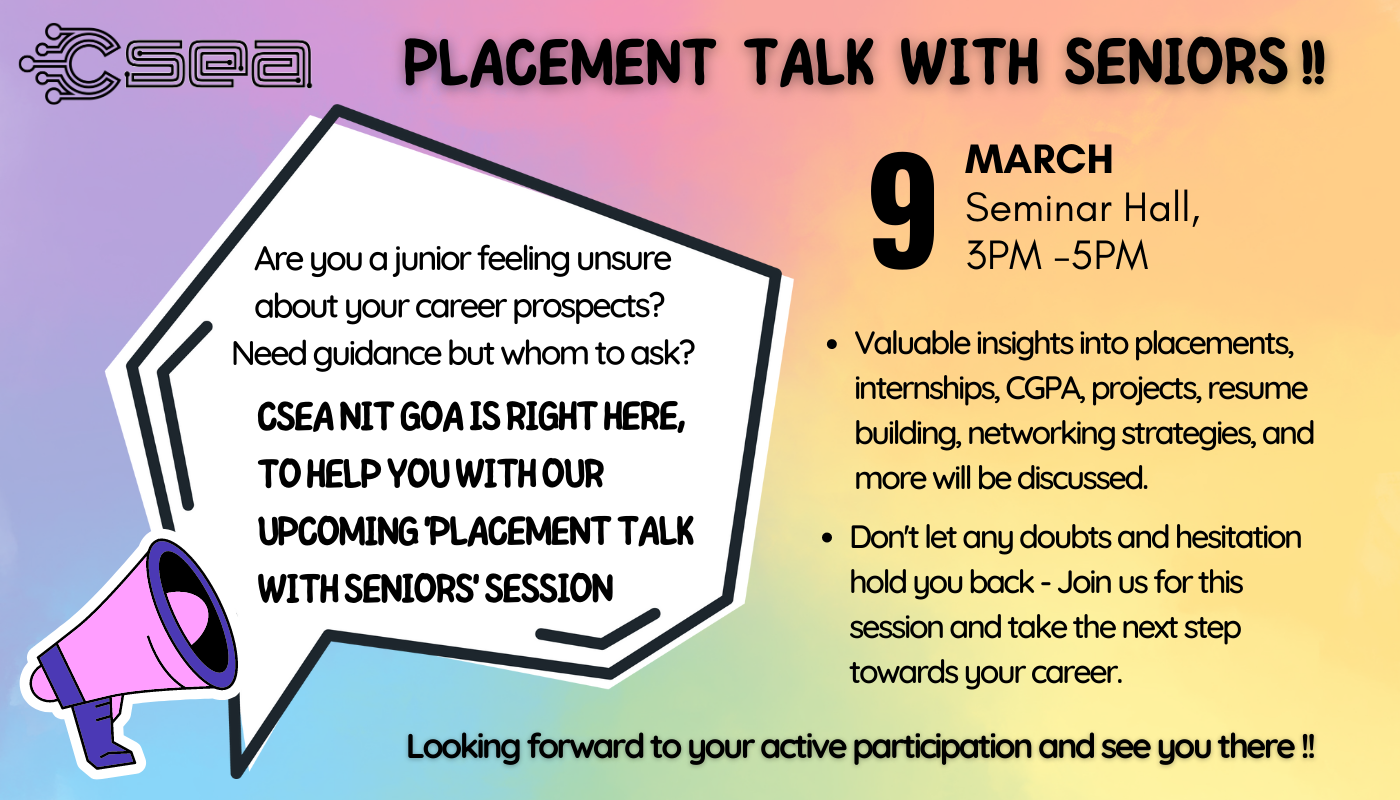 csea
PLACEMENT TALK WITH SENIORS !!
9
MARCH
Seminar Hall,
3PM -5PM
Are you a junior feeling unsure
about your career prospects?
Need guidance but whom to ask?
CSEA NIT GOA IS RIGHT HERE,
TO HELP YOU WITH OUR
UPCOMING 'PLACEMENT TALK
WITH SENIORS' SESSION
• Valuable insights into placements,
internships, CGPA, projects, resume
building, networking strategies, and
more will be discussed.
• Don't let any doubts and hesitation
hold you back - Join us for this
session and take the next step
towards your career.
Looking forward to your active participation and see you there !!